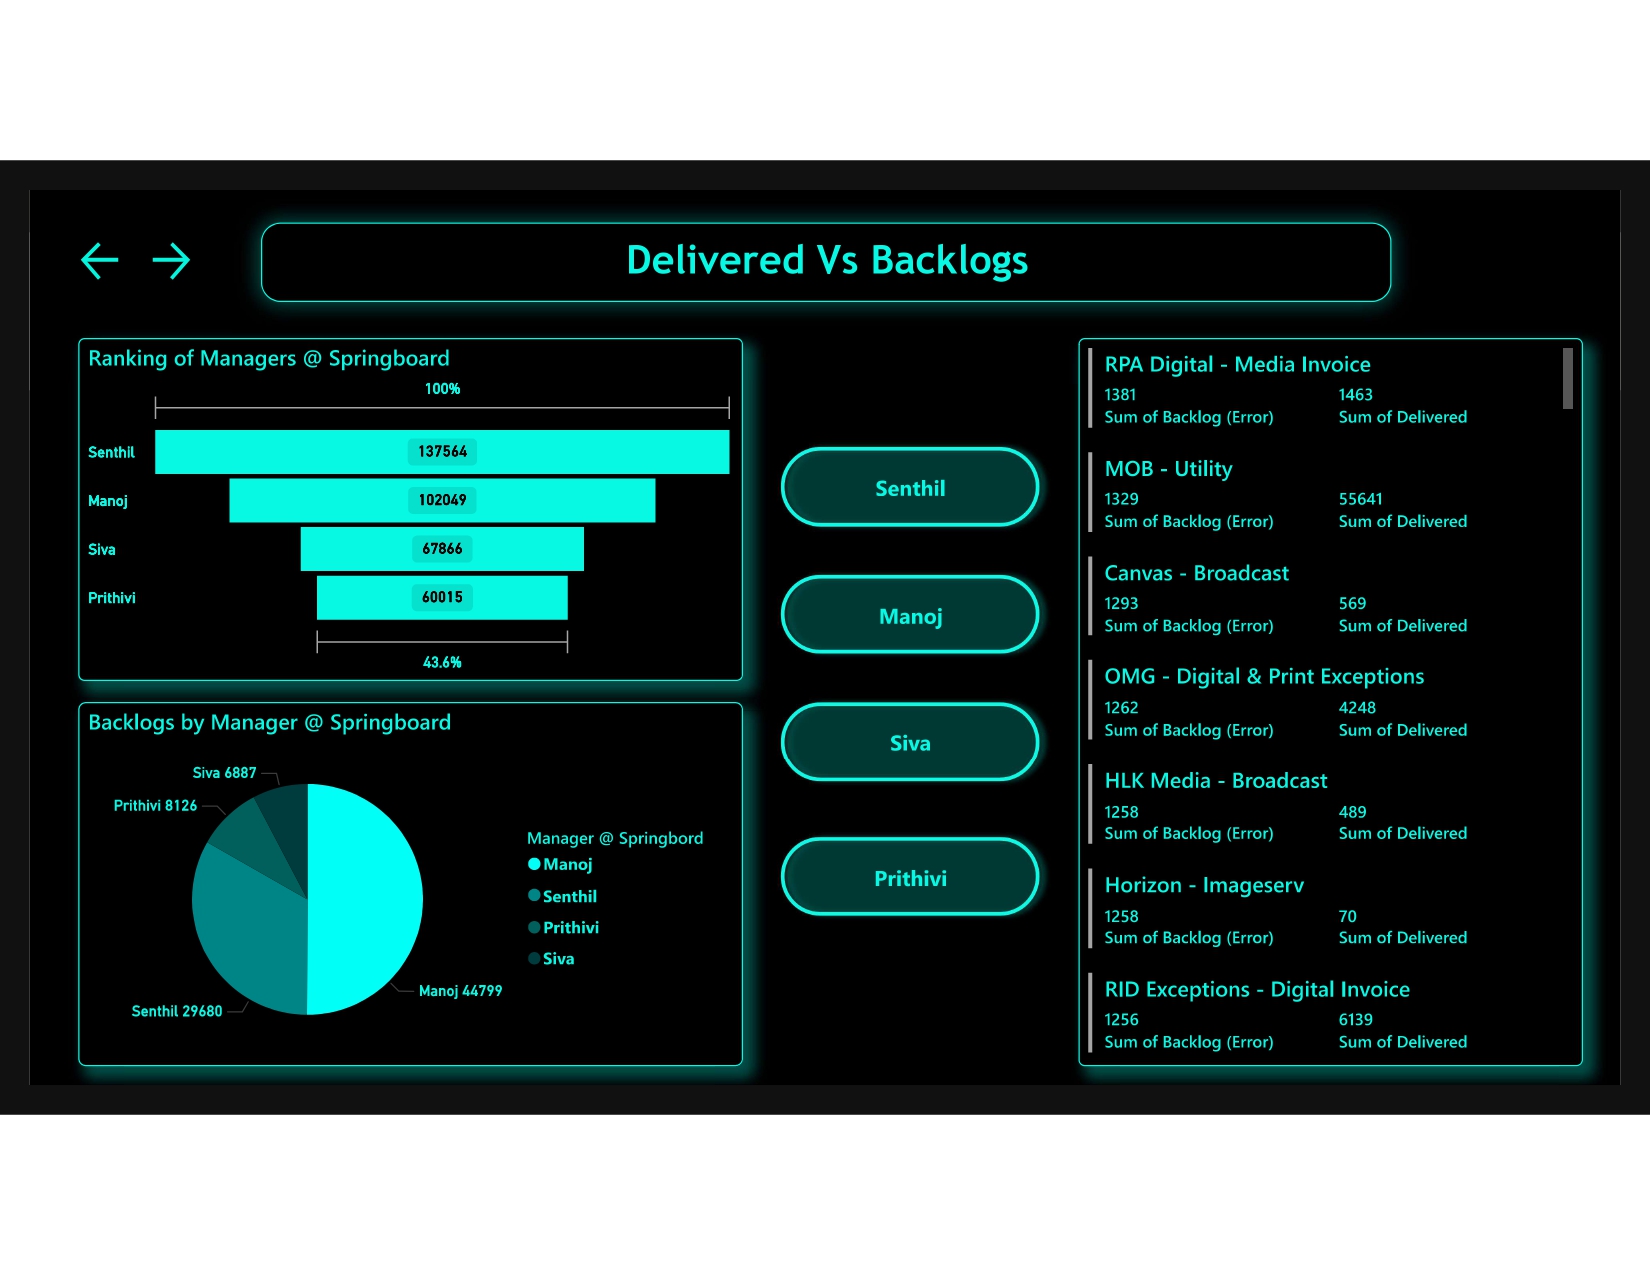 Delivered Vs Backlogs
Ranking of Managers @ Springboard
100%
Senthil
137564
Manoj
102049
Siva
67866
Prithivi
60015
43.6%
Backlogs by Manager @ Springboard
Siva 6887
Prithivi 8126
Senthil 29680
Manoj 44799
Manager @ Springbord
Manoj
Senthil
Prithivi
Siva
Senthil
Manoj
Siva
Prithivi
RPA Digital - Media Invoice
1381 1463
Sum of Backlog (Error) Sum of Delivered
MOB - Utility
1329 55641
Sum of Backlog (Error) Sum of Delivered
Canvas - Broadcast
1293 569
Sum of Backlog (Error) Sum of Delivered
OMG - Digital & Print Exceptions
1262 4248
Sum of Backlog (Error) Sum of Delivered
HLK Media - Broadcast
1258 489
Sum of Backlog (Error) Sum of Delivered
Horizon - Imageserv
1258 70
Sum of Backlog (Error) Sum of Delivered
RID Exceptions - Digital Invoice
1256 6139
Sum of Backlog (Error) Sum of Delivered